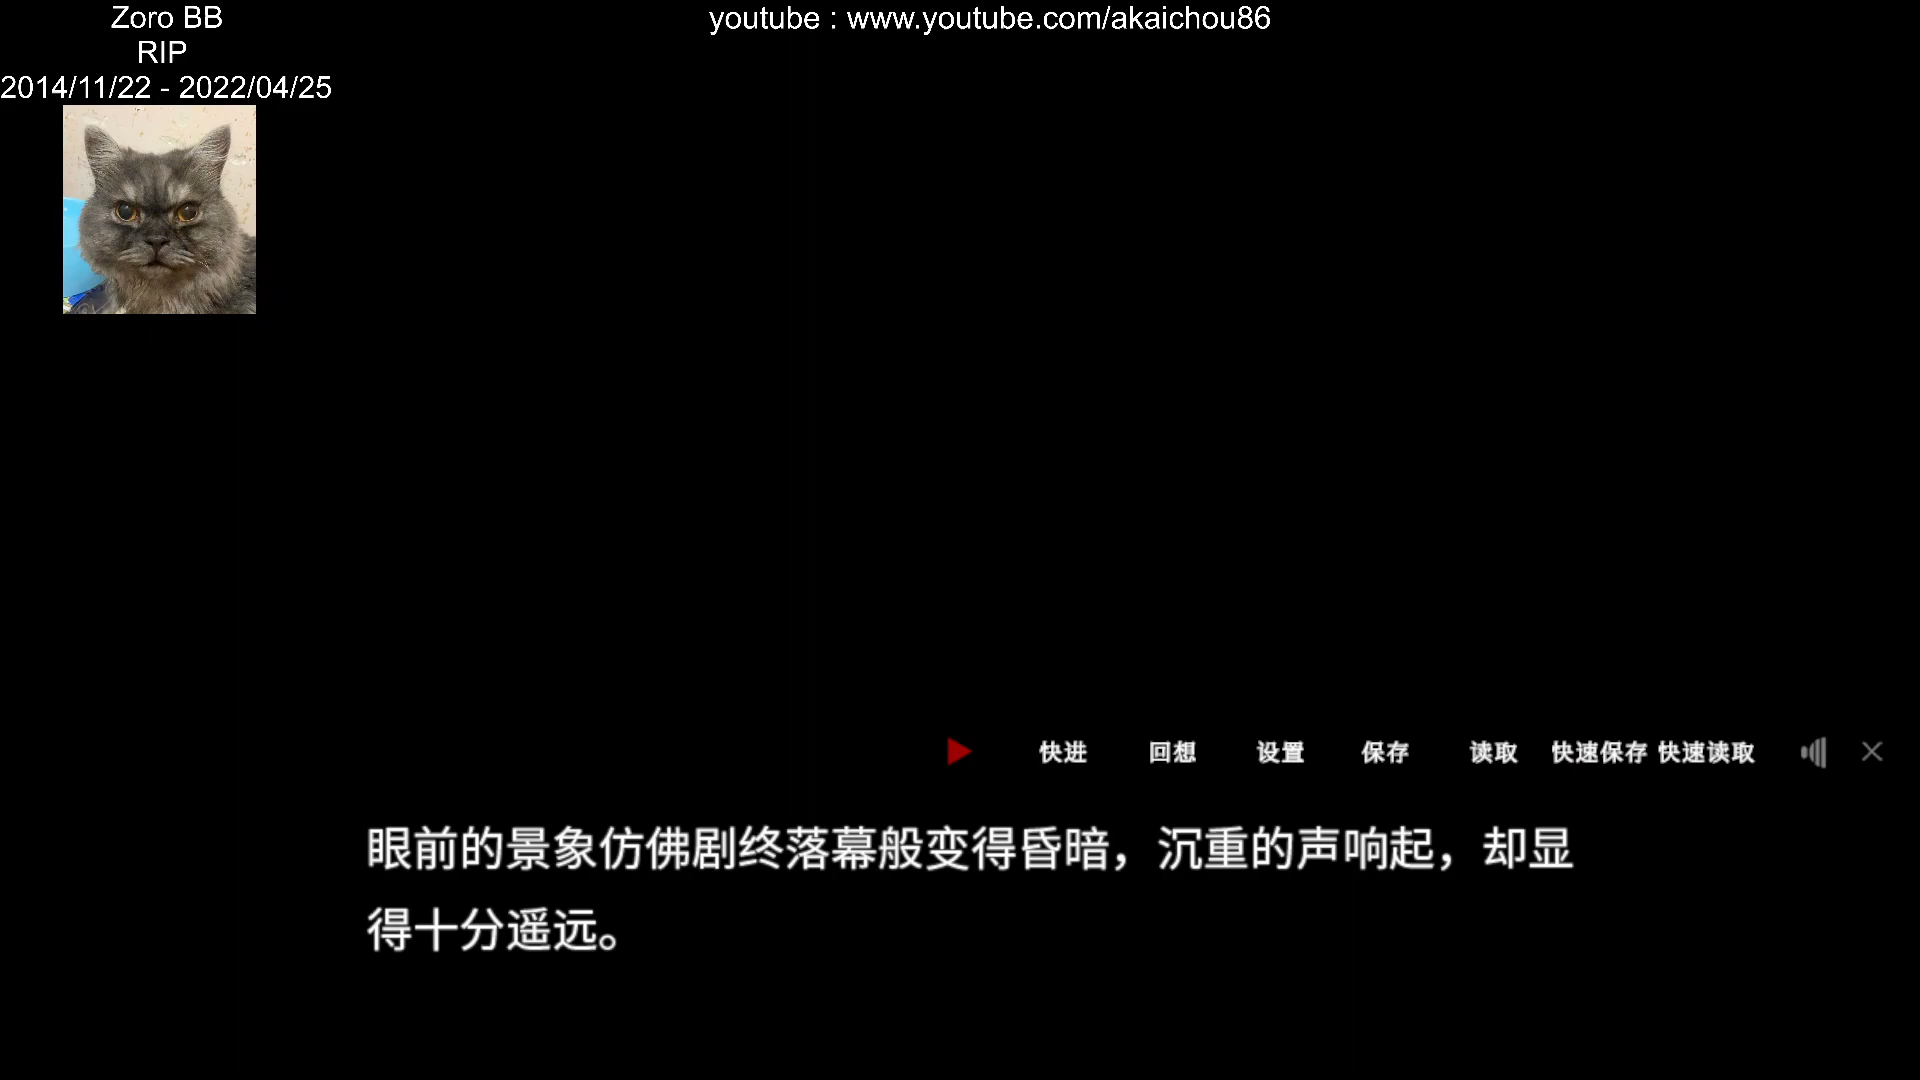 Zoro BB
RIP
2014/11/22 - 2022/04/25
youtube : www.youtube.com/akaichou86
快进 回想 设置 保存 读取 快速保存 快速读取
眼前的景象仿佛剧终落幕般变得昏暗，沉重的声响起，却显
得十分遥远。